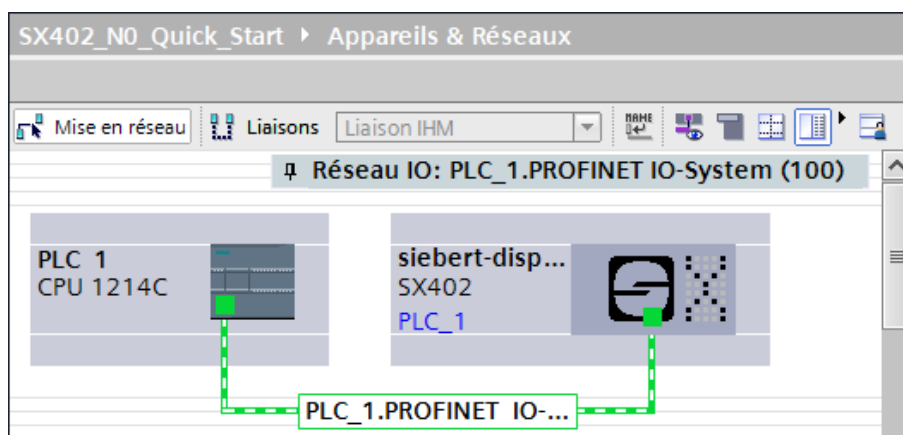 SX402_N0_Quick_Start ▸ Appareils & Réseaux
Mise en réseau Liaisons Liaison IHM NAME
Réseau IO: PLC_1.PROFINET IO-System (100)
PLC_1
CPU 1214C
siebert-disp...
SX402
PLC_1
PLC_1.PROFINET IO-...